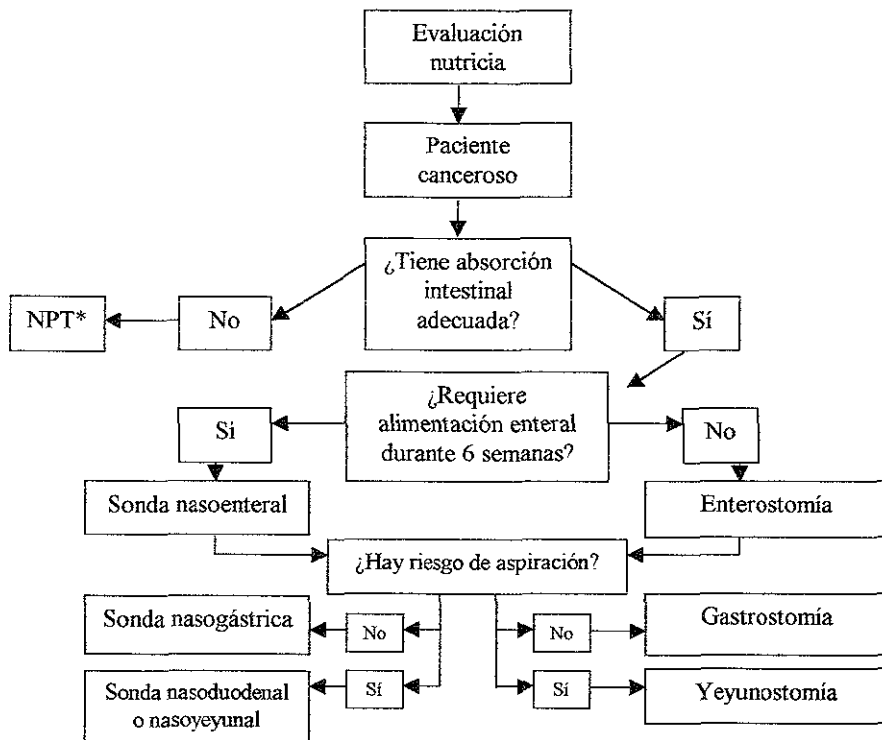 Evaluación
nutricia
Paciente
canceroso
¿Tiene absorción
intestinal
adecuada?
NPT*
No
Sí
¿Requiere
alimentación enteral
durante 6 semanas?
Sí
No
Sonda nasoenteral
Enterostomía
¿Hay riesgo de aspiración?
Sonda nasogástrica
No
No
Gastrostomía
Sonda nasoduodenal
o nasoyeyunal
Sí
Sí
Yeyunostomía